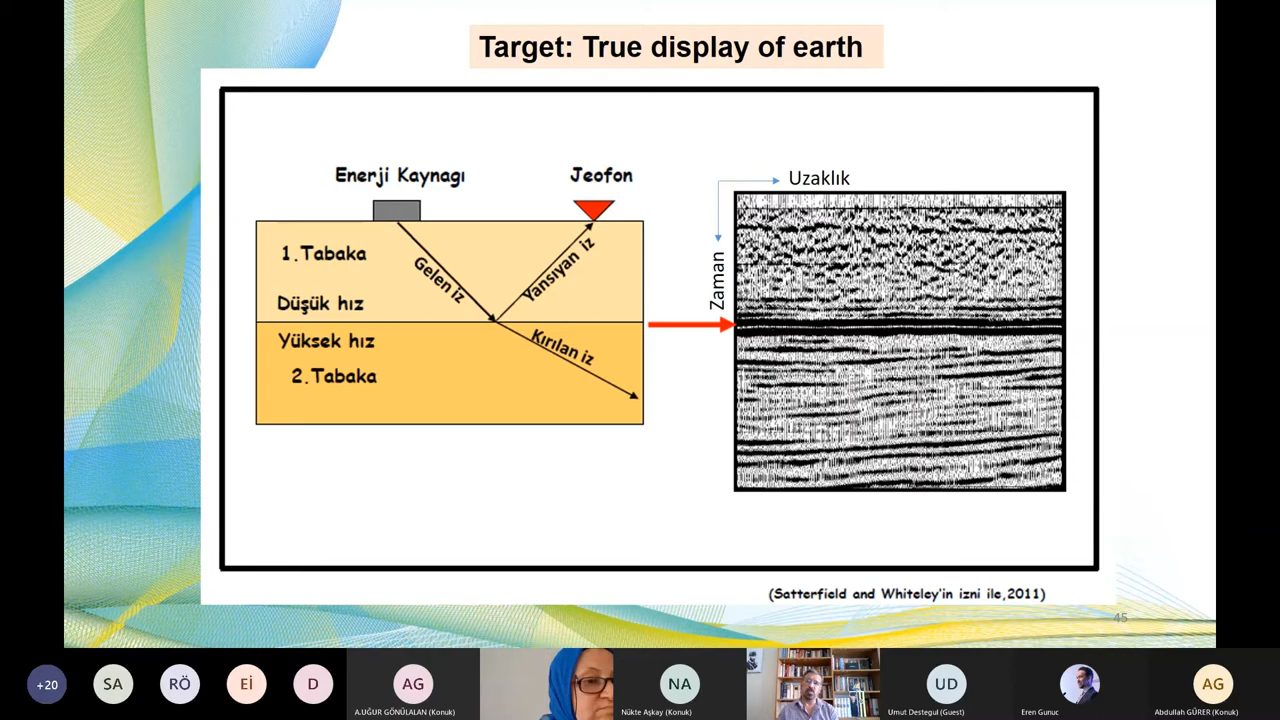 Target: True display of earth
Enerji Kaynagı
Jeofon
Uzaklık
Zaman
1.Tabaka
Gelen iz
Yansıyan iz
Düşük hız
Yüksek hız
Kırılan iz
2.Tabaka
(Satterfield and Whiteley'in izni ile,2011)
45
+20
SA
RÖ
Eİ
D
AG
A.UĞUR GÖNÜLALAN (Konuk)
NA
Nükte Aşkay (Konuk)
UD
Umut Destegul (Guest)
Eren Gunuc
AG
Abdullah GÜRER (Konuk)